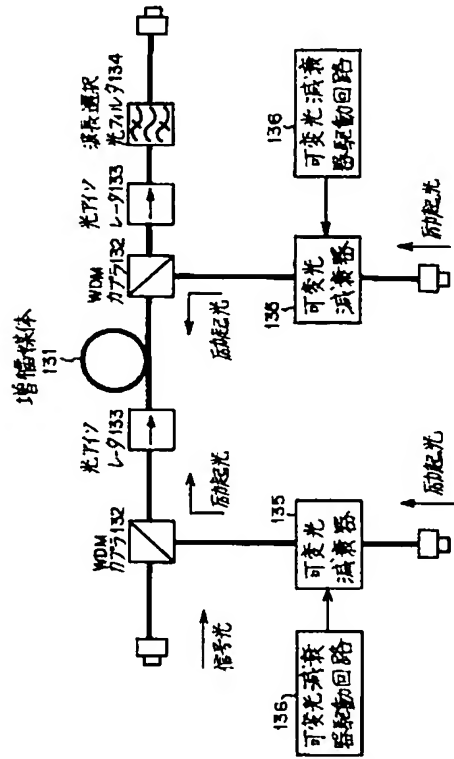 増幅媒体
131
WDM
カプラ132
光アイソ
レータ133
WDM
カプラ132
光アイソ
レータ133
波長選択
光フィルタ134
信号光
励起光
励起光
135
可変光
減衰器
136
可変光減衰
器駆動回路
励起光
136
可変光
減衰器
136
可変光減衰
器駆動回路
励起光